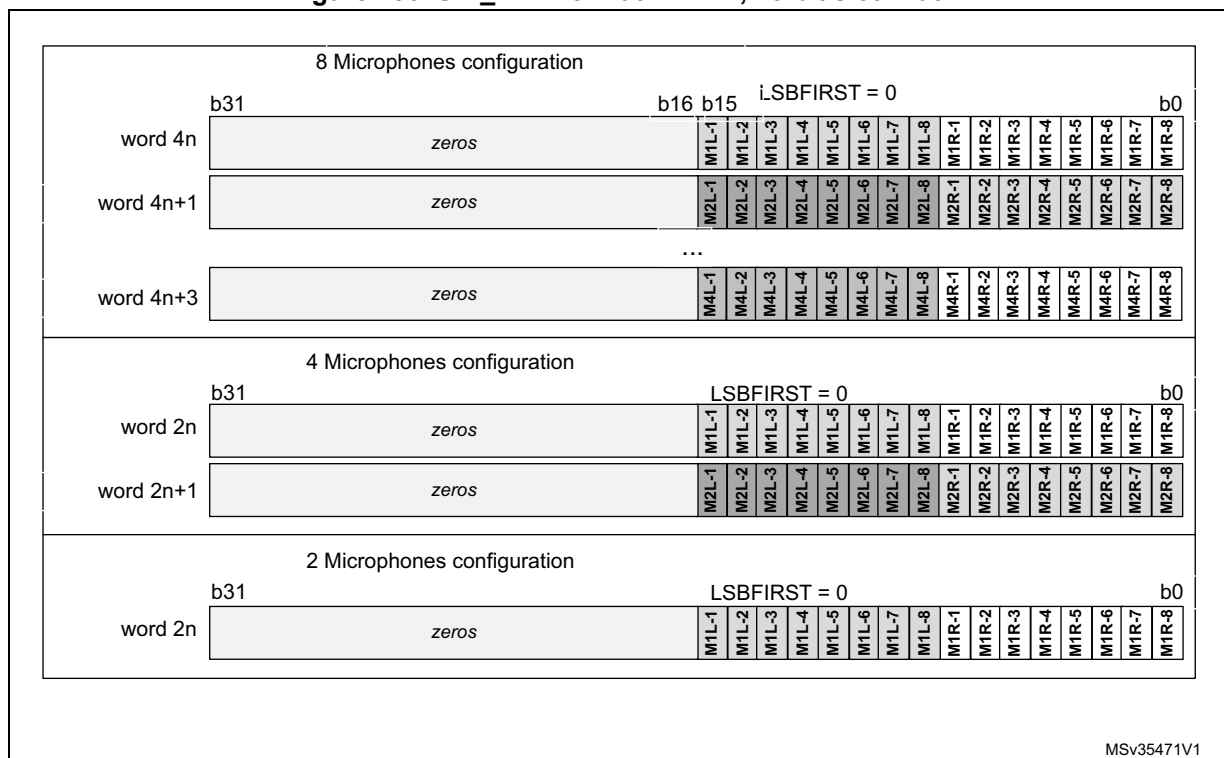 8 Microphones configuration
b31 b16 b15 LSBFIRST = 0 b0
word 4n zeros M1L-1 M1L-2 M1L-3 M1L-4 M1L-5 M1L-6 M1L-7 M1L-8 M1R-1 M1R-2 M1R-3 M1R-4 M1R-5 M1R-6 M1R-7 M1R-8
word 4n+1 zeros M2L-1 M2L-2 M2L-3 M2L-4 M2L-5 M2L-6 M2L-7 M2L-8 M2R-1 M2R-2 M2R-3 M2R-4 M2R-5 M2R-6 M2R-7 M2R-8
...
word 4n+3 zeros M4L-1 M4L-2 M4L-3 M4L-4 M4L-5 M4L-6 M4L-7 M4L-8 M4R-1 M4R-2 M4R-3 M4R-4 M4R-5 M4R-6 M4R-7 M4R-8
4 Microphones configuration
b31 LSBFIRST = 0 b0
word 2n zeros M1L-1 M1L-2 M1L-3 M1L-4 M1L-5 M1L-6 M1L-7 M1L-8 M1R-1 M1R-2 M1R-3 M1R-4 M1R-5 M1R-6 M1R-7 M1R-8
word 2n+1 zeros M2L-1 M2L-2 M2L-3 M2L-4 M2L-5 M2L-6 M2L-7 M2L-8 M2R-1 M2R-2 M2R-3 M2R-4 M2R-5 M2R-6 M2R-7 M2R-8
2 Microphones configuration
b31 LSBFIRST = 0 b0
word 2n zeros M1L-1 M1L-2 M1L-3 M1L-4 M1L-5 M1L-6 M1L-7 M1L-8 M1R-1 M1R-2 M1R-3 M1R-4 M1R-5 M1R-6 M1R-7 M1R-8
MSv35471V1